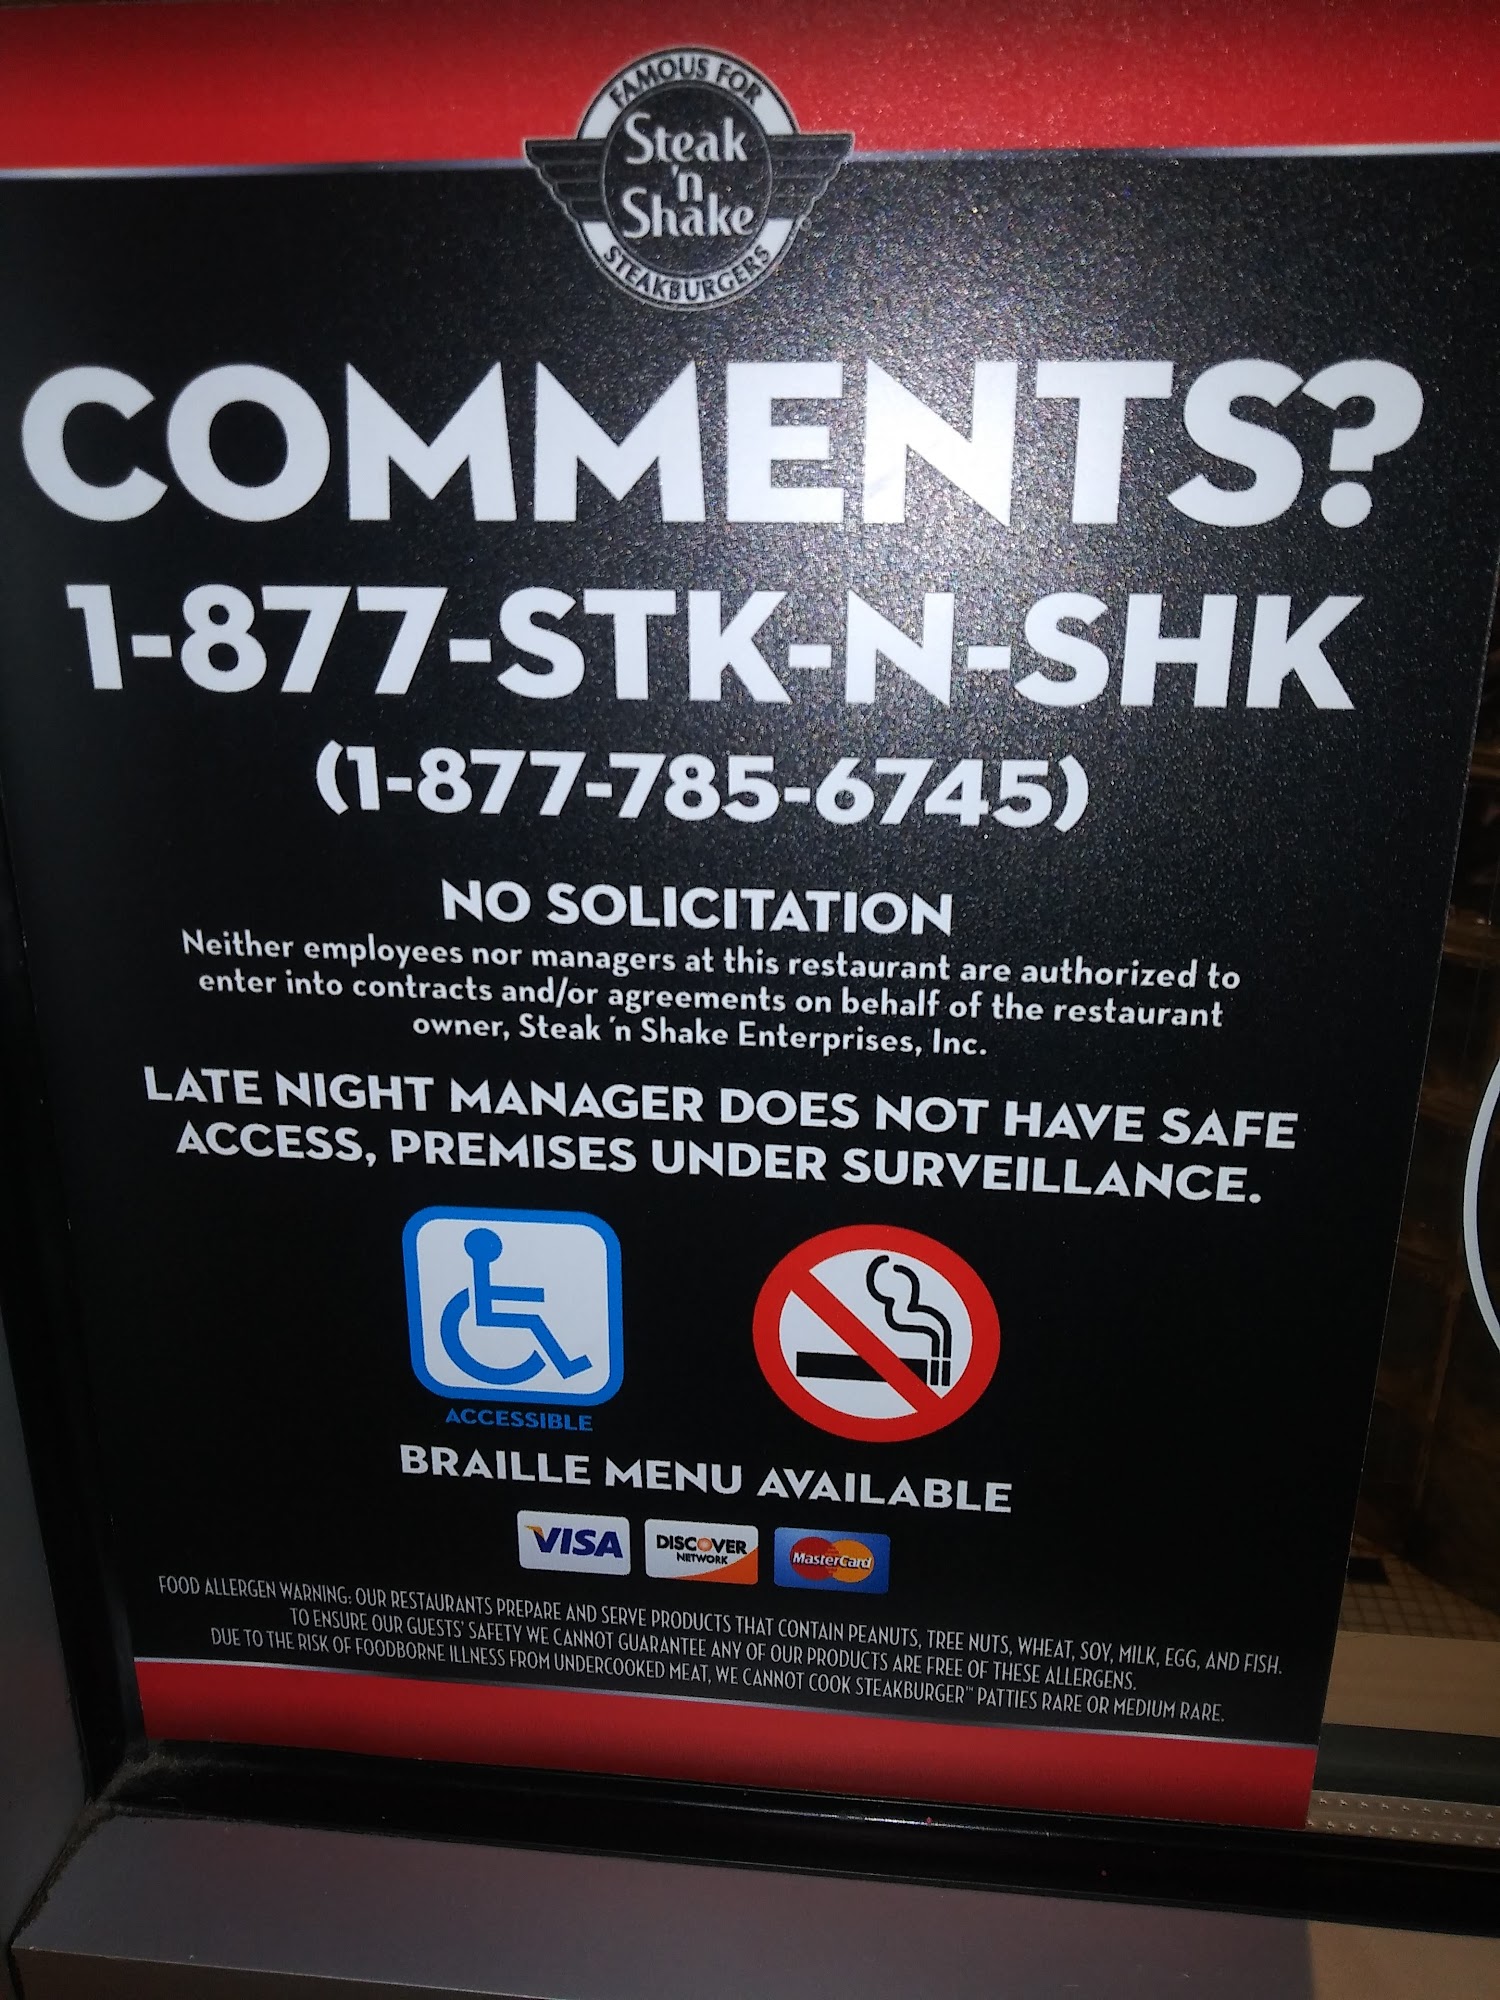 FAMOUS FOR
Steak
'n
Shake
STEAKBURGERS
COMMENTS?
1-877-STK-N-SHK
(1-877-785-6745)
NO SOLICITATION
Neither employees nor managers at this restaurant are authorized to
enter into contracts and/or agreements on behalf of the restaurant
owner, Steak 'n Shake Enterprises, Inc.
LATE NIGHT MANAGER DOES NOT HAVE SAFE
ACCESS, PREMISES UNDER SURVEILLANCE.
ACCESSIBLE
BRAILLE MENU AVAILABLE
VISA
DISCOVER
NETWORK
MasterCard
FOOD ALLERGEN WARNING: OUR RESTAURANTS PREPARE AND SERVE PRODUCTS THAT CONTAIN PEANUTS, TREE NUTS, WHEAT, SOY, MILK, EGG, AND FISH.
TO ENSURE OUR GUESTS' SAFETY WE CANNOT GUARANTEE ANY OF OUR PRODUCTS ARE FREE OF THESE ALLERGENS.
DUE TO THE RISK OF FOODBORNE ILLNESS FROM UNDERCOOKED MEAT, WE CANNOT COOK STEAKBURGER™ PATTIES RARE OR MEDIUM RARE.